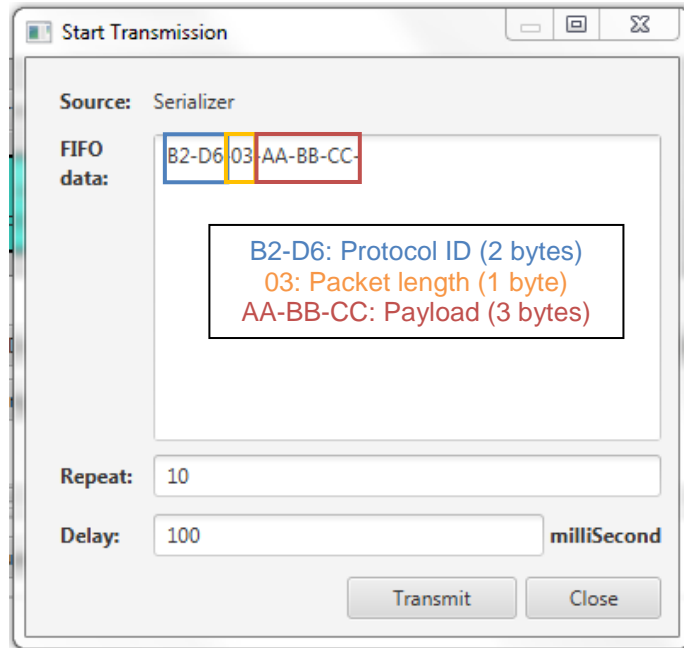 Start Transmission
Source: Serializer
FIFO data:
B2-D6-03-AA-BB-CC-
B2-D6: Protocol ID (2 bytes)
03: Packet length (1 byte)
AA-BB-CC: Payload (3 bytes)
Repeat: 10
Delay: 100 milliSecond
Transmit Close